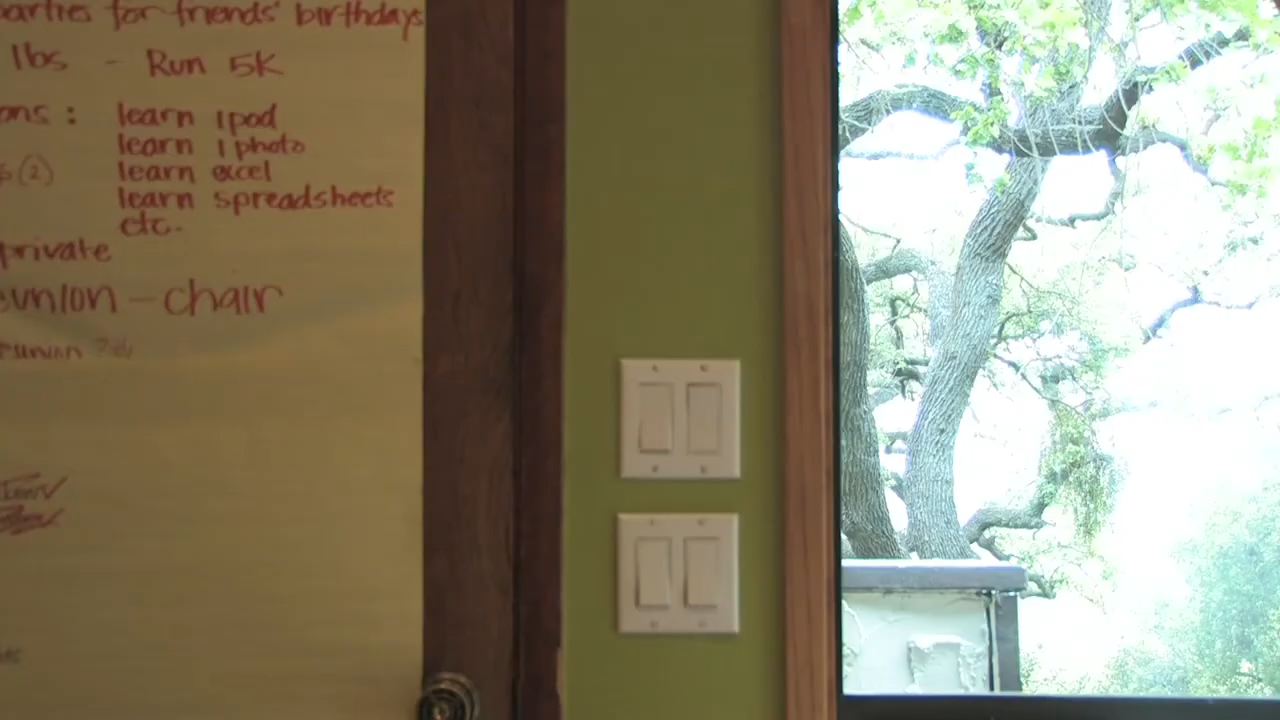 parties for friends' birthdays
lbs - Run 5K
learn ipod
learn iphoto
(2) learn excel
learn spreadsheets
etc.
private
eunion - chair